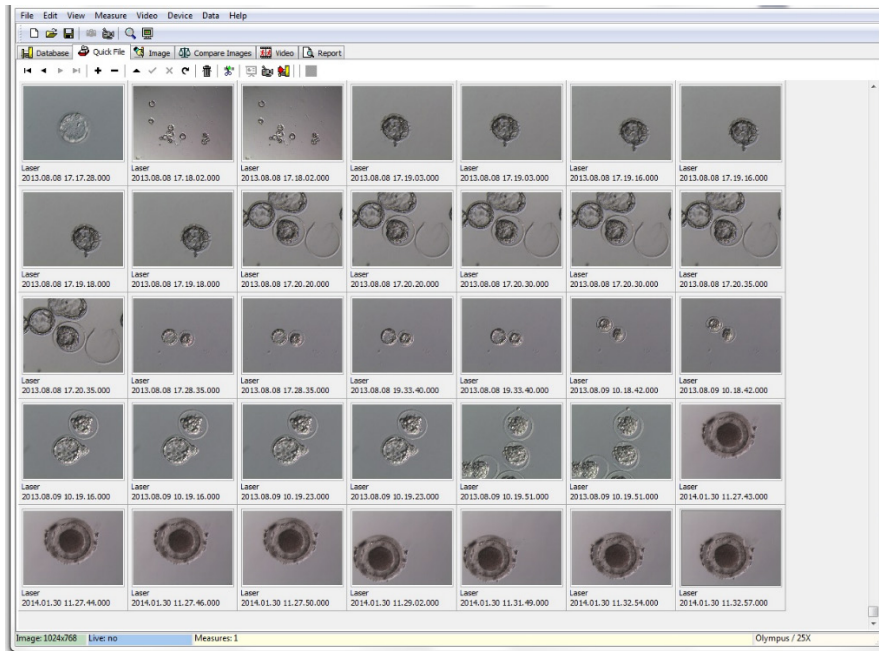 File Edit View Measure Video Device Data Help
Database Quick File Image Compare Images Video Report
Laser Laser Laser Laser Laser Laser Laser
2013.08.08 17.17.28.000 2013.08.08 17.18.02.000 2013.08.08 17.18.02.000 2013.08.08 17.19.03.000 2013.08.08 17.19.03.000 2013.08.08 17.19.16.000 2013.08.08 17.19.16.000
Laser Laser Laser Laser Laser Laser Laser
2013.08.08 17.19.18.000 2013.08.08 17.19.18.000 2013.08.08 17.20.20.000 2013.08.08 17.20.20.000 2013.08.08 17.20.30.000 2013.08.08 17.20.30.000 2013.08.08 17.20.35.000
Laser Laser Laser Laser Laser Laser Laser
2013.08.08 17.20.35.000 2013.08.08 17.28.35.000 2013.08.08 17.28.35.000 2013.08.08 19.33.40.000 2013.08.08 19.33.40.000 2013.08.09 10.18.42.000 2013.08.09 10.18.42.000
Laser Laser Laser Laser Laser Laser Laser
2013.08.09 10.19.16.000 2013.08.09 10.19.16.000 2013.08.09 10.19.23.000 2013.08.09 10.19.23.000 2013.08.09 10.19.51.000 2013.08.09 10.19.51.000 2014.01.30 11.27.43.000
Laser Laser Laser Laser Laser Laser Laser
2014.01.30 11.27.44.000 2014.01.30 11.27.46.000 2014.01.30 11.27.50.000 2014.01.30 11.29.02.000 2014.01.30 11.31.49.000 2014.01.30 11.32.54.000 2014.01.30 11.32.57.000
Image: 1024x768 Live: no Measures: 1 Olympus / 25X